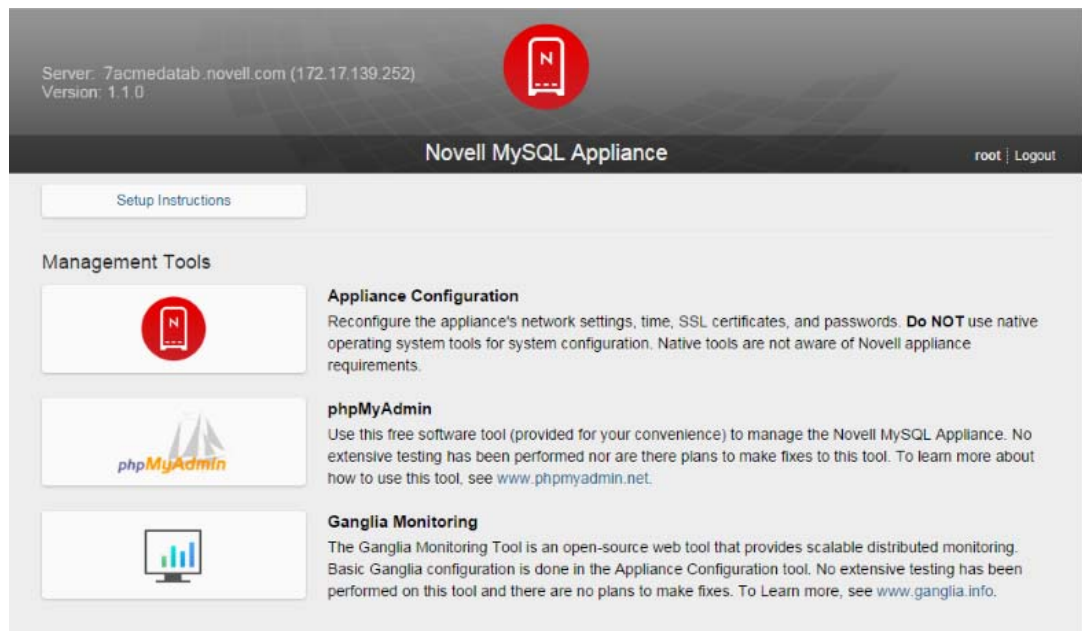 Server: 7acmedatab.novell.com (172.17.139.252)
Version: 1.1.0
N
Novell MySQL Appliance
root | Logout
Setup Instructions
Management Tools
N
Appliance Configuration
Reconfigure the appliance's network settings, time, SSL certificates, and passwords. Do NOT use native
operating system tools for system configuration. Native tools are not aware of Novell appliance
requirements.
phpMyAdmin
phpMyAdmin
Use this free software tool (provided for your convenience) to manage the Novell MySQL Appliance. No
extensive testing has been performed nor are there plans to make fixes to this tool. To learn more about
how to use this tool, see www.phpmyadmin.net.
Ganglia Monitoring
The Ganglia Monitoring Tool is an open-source web tool that provides scalable distributed monitoring.
Basic Ganglia configuration is done in the Appliance Configuration tool. No extensive testing has been
performed on this tool and there are no plans to make fixes. To Learn more, see www.ganglia.info.